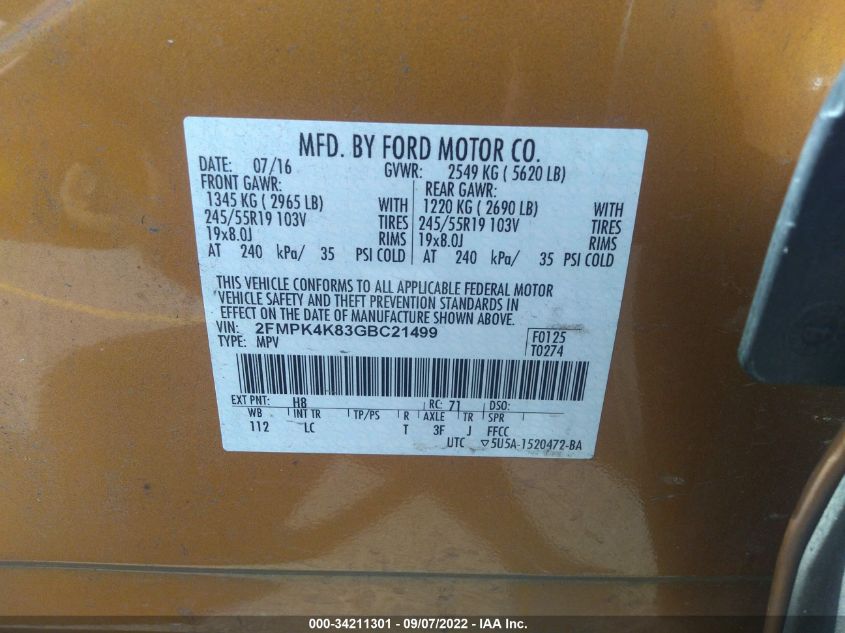 MFD. BY FORD MOTOR CO.
DATE: 07/16 GVWR: 2549 KG ( 5620 LB)
FRONT GAWR: REAR GAWR:
1345 KG ( 2965 LB) WITH 1220 KG ( 2690 LB) WITH
245/55R19 103V TIRES 245/55R19 103V TIRES
19x8.0J RIMS 19x8.0J RIMS
AT 240 kPa/ 35 PSI COLD AT 240 kPa/ 35 PSI COLD
THIS VEHICLE CONFORMS TO ALL APPLICABLE FEDERAL MOTOR
VEHICLE SAFETY AND THEFT PREVENTION STANDARDS IN
EFFECT ON THE DATE OF MANUFACTURE SHOWN ABOVE.
VIN: 2FMPK4K83GBC21499 F0125
TYPE: MPV T0274
EXT PNT: H8 RC: 71 DSO:
WB INT TR TP/PS R AXLE TR SPR
112 LC T 3F J FFCC
UTC ▽5U5A-1520472-BA
000-34211301 - 09/07/2022 - IAA Inc.